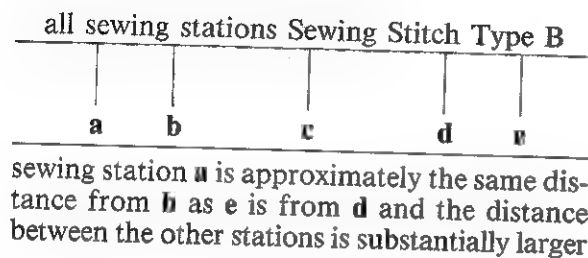 all sewing stations Sewing Stitch Type B
a b c d e
sewing station a is approximately the same dis-
tance from b as e is from d and the distance
between the other stations is substantially larger